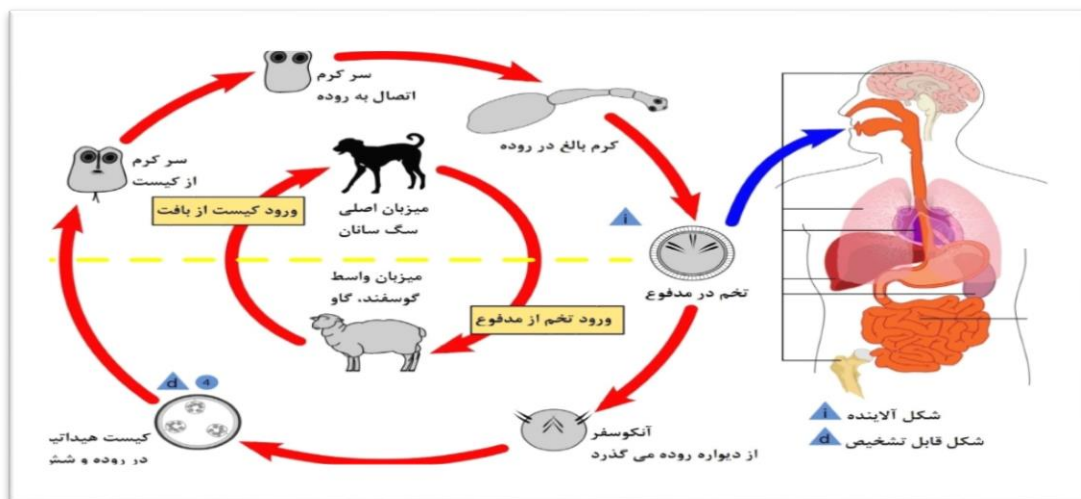 سر کرم
اتصال به روده
کرم بالغ در روده
سر کرم
از کیست
ورود کیست از بافت
میزبان اصلی
سگ سانان
i
تخم در مدفوع
میزبان واسط
گوسفند، گاو
ورود تخم از مدفوع
d 4
کیست هیداتی
در روده و شش
آنکوسفر
از دیواره روده می گذرد
i شکل آلاینده
d شکل قابل تشخیص